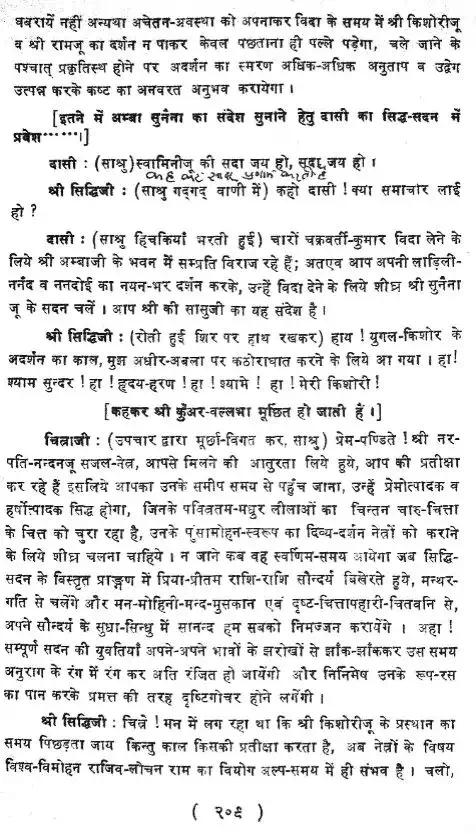 घबरायें नहीं अन्यथा अचेतन-अवस्था को अपनाकर विदा के समय में श्री किशोरीजू
व श्री रामजू का दर्शन न पाकर केवल पछताना ही पल्ले पड़ेगा, चले जाने के
पश्चात् प्रकृतिस्थ होने पर अदर्शन का स्मरण अधिक-अधिक अनुताप व उद्वेग
उत्पन्न करके कष्ट का अनवरत अनुभव करायेगा ।
[इतने में अम्बा सुनैना का संदेश सुनाने हेतु दासी का सिद्ध-सदन में
प्रवेश······।]
दासी : (साश्रु) स्वामिनीजू की सदा जय हो, सदा जय हो ।
श्री सिद्धिजी : (साश्रु गद्गद् वाणी में) कहो दासी ! क्या समाचार लाई
हो ?
दासी : (साश्रु हिचकियाँ भरती हुई) चारों चक्रवर्ती-कुमार विदा लेने के
लिये श्री अम्बाजी के भवन में सम्प्रति विराज रहे हैं; अतएव आप अपनी लाड़िली-
ननँद व ननदोई का नयन-भर दर्शन करके, उन्हें विदा देने के लिये शीघ्र श्री सुनैना
जू के सदन चलें । आप श्री की सासुजी का यह संदेश है ।
श्री सिद्धिजी : (रोती हुई शिर पर हाथ रखकर) हाय ! युगल-किशोर के
अदर्शन का काल, मुझ अधीर-अबला पर कठोराघात करने के लिये आ गया । हा !
श्याम सुन्दर ! हा ! हृदय-हरण ! हा ! श्यामे ! हा ! मेरी किशोरी !
[कहकर श्री कुँअर-वल्लभा मूर्छित हो जाती हैं ।]
चित्राजी : (उपचार द्वारा मूर्छा-विगत कर, साश्रु) प्रेम-पण्डिते ! श्री नर-
पति-नन्दनजू सजल-नेत्र, आपसे मिलने की आतुरता लिये हुये, आप की प्रतीक्षा
कर रहे हैं इसलिये आपका उनके समीप समय से पहुँच जाना, उन्हें प्रेमोत्पादक व
हर्षोत्पादक सिद्ध होगा, जिनके पवित्रतम-मधुर लीलाओं का चिन्तन चारु-चित्ता
के चित्त को चुरा रहा है, उनके पुंसामोहन-स्वरूप का दिव्य-दर्शन नेत्रों को कराने
के लिये शीघ्र चलना चाहिये । न जाने कब वह स्वर्णिम-समय आयेगा जब सिद्धि-
सदन के विस्तृत प्राङ्गण में प्रिया-प्रीतम राशि-राशि सौन्दर्य बिखेरते हुये, मन्थर-
गति से चलेंगे और मन-मोहिनी-मन्द-मुसकान एवं दृष्ट-चित्तापहारी-चितवनि से,
अपने सौन्दर्य के सुधा-सिन्धु में सानन्द हम सबको निमज्जन करायेंगे । अहा !
सम्पूर्ण सदन की युवतियाँ अपने-अपने भावों के झरोखों से झाँक-झाँककर उस समय
अनुराग के रंग में रंग कर अति रंजित हो जायेंगी और निर्निमेष उनके रूप-रस
का पान करके प्रमत्त की तरह दृष्टिगोचर होने लगेंगी ।
श्री सिद्धिजी : चित्रे ! मन में लग रहा था कि श्री किशोरीजू के प्रस्थान का
समय पिछड़ता जाय किन्तु काल किसकी प्रतीक्षा करता है, अब नेत्रों के विषय
विश्व-विमोहन राजिव-लोचन राम का वियोग अल्प-समय में ही संभव है । चलो,
( २०९ )